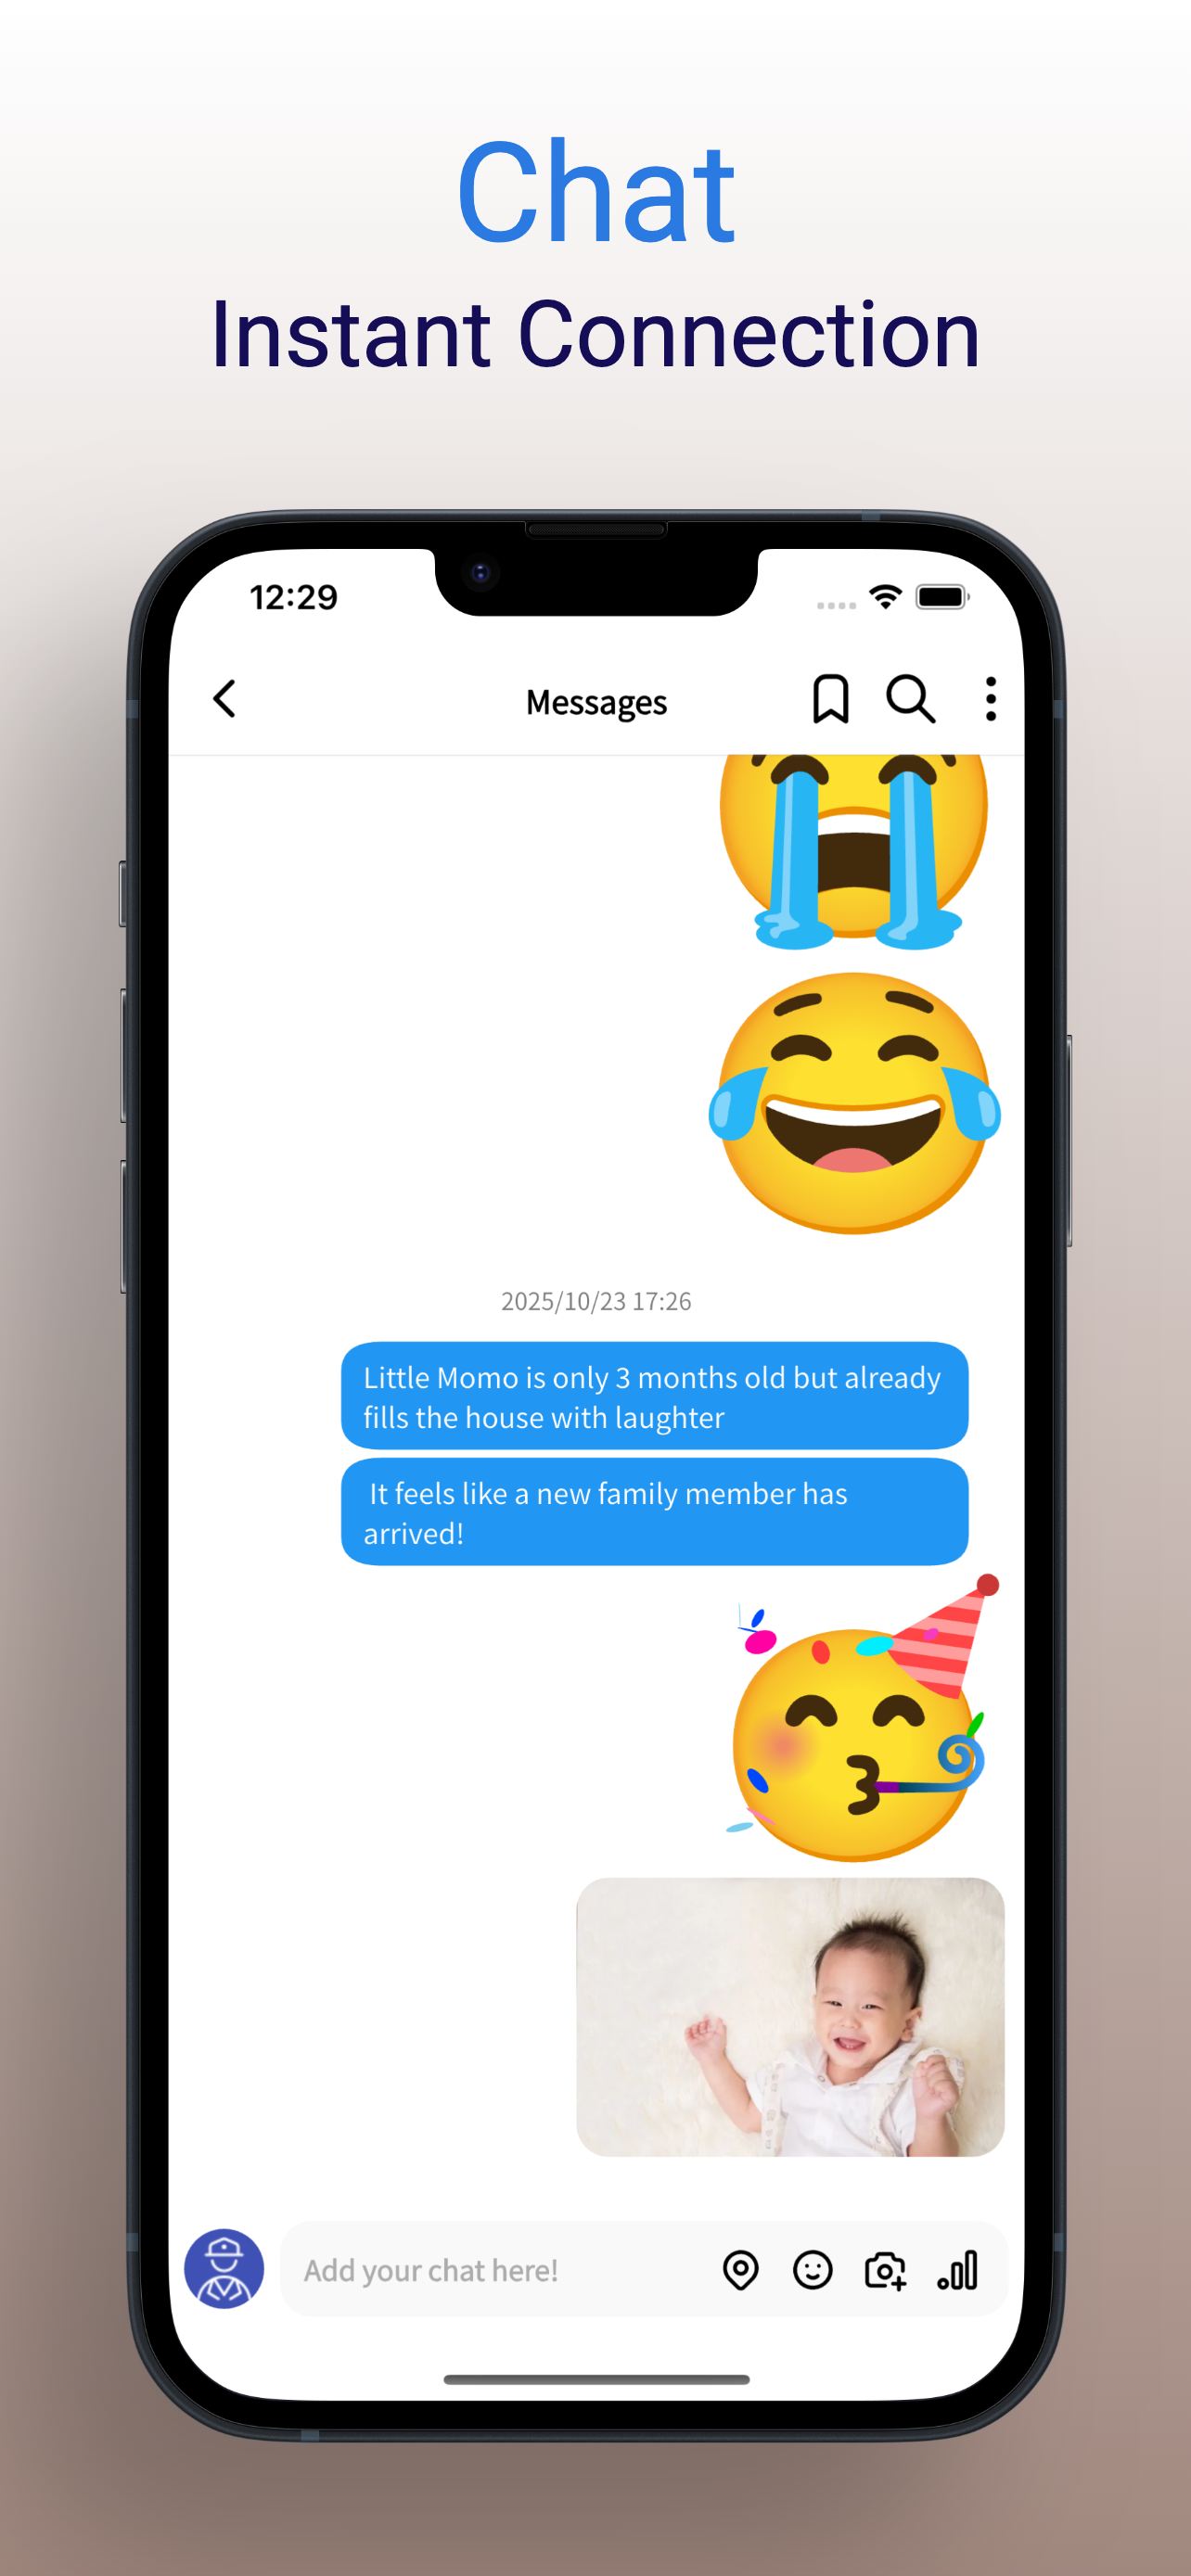 Chat
Instant Connection
12:29
Messages
2025/10/23 17:26
Little Momo is only 3 months old but already
fills the house with laughter
It feels like a new family member has
arrived!
Add your chat here!